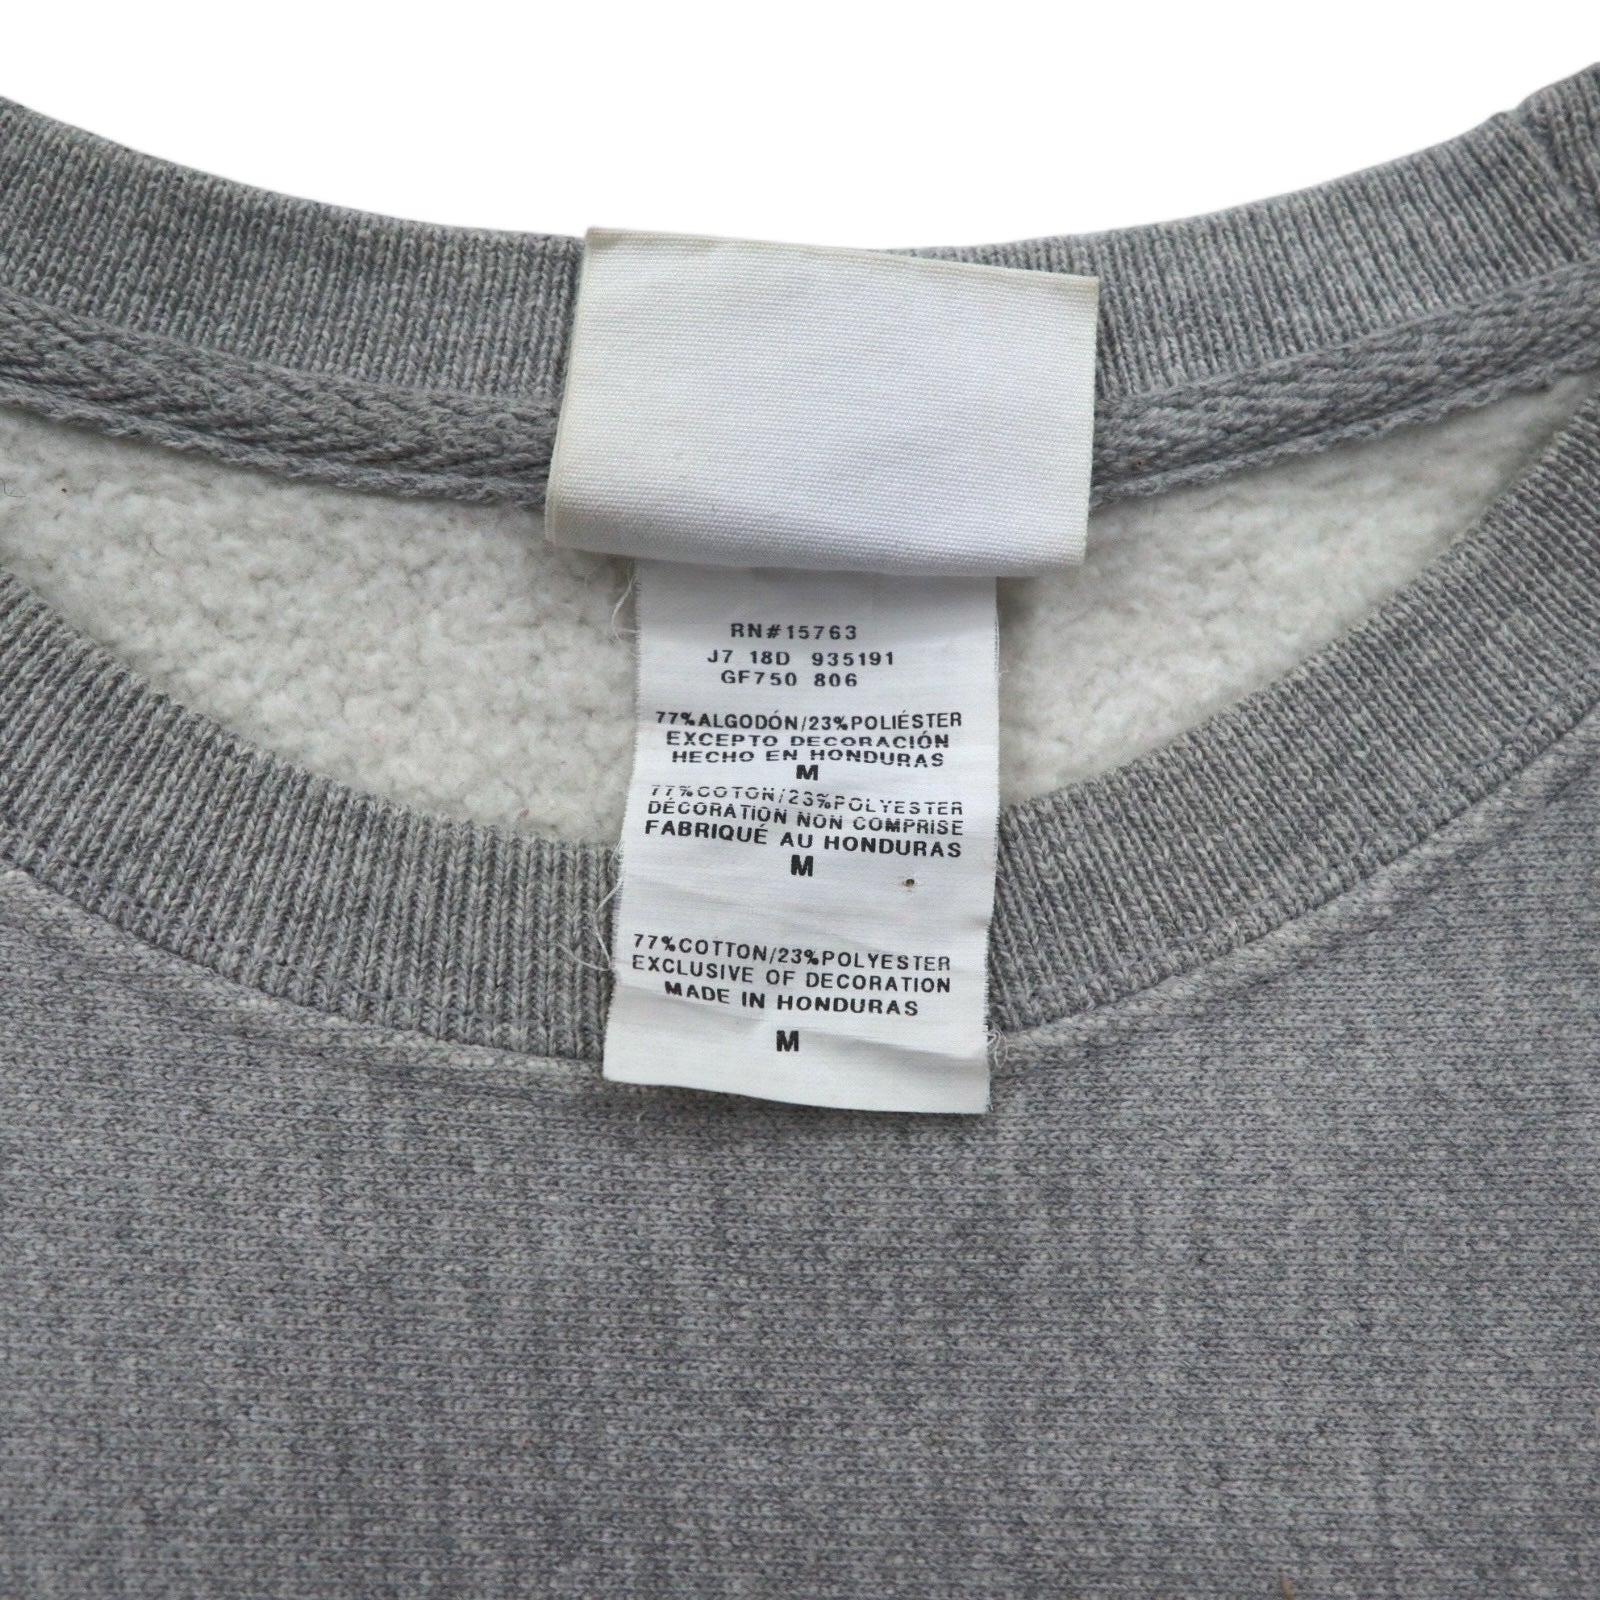 RN#15763
J7 18D 935191
GF750 806
77%ALGODÓN/23%POLIÉSTER
EXCEPTO DECORACIÓN
HECHO EN HONDURAS
M
77%COTON/23%POLYESTER
DÉCORATION NON COMPRISE
FABRIQUÉ AU HONDURAS
M
77%COTTON/23%POLYESTER
EXCLUSIVE OF DECORATION
MADE IN HONDURAS
M